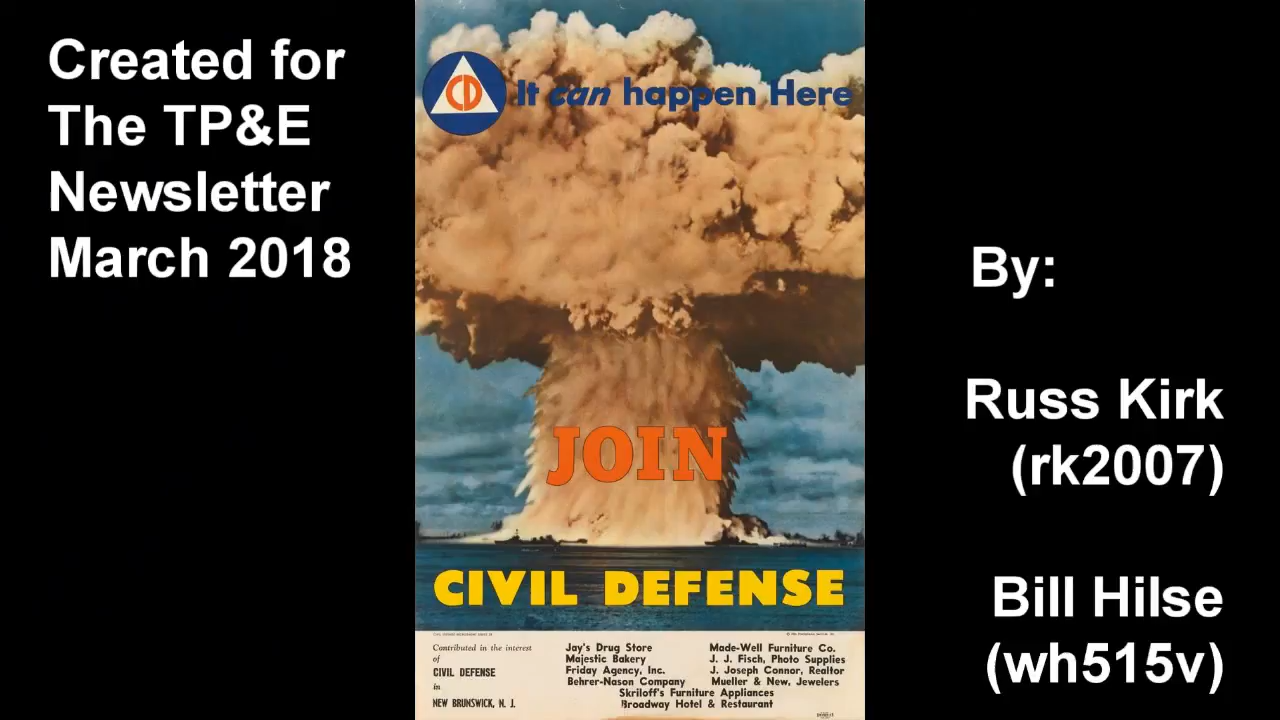 Created for
The TP&E
Newsletter
March 2018
CD
It can happen Here
JOIN
CIVIL DEFENSE
Contributed in the interest
of
CIVIL DEFENSE
in
NEW BRUNSWICK, N. J.
Jay's Drug Store
Majestic Bakery
Friday Agency, Inc.
Behrer-Nason Company
Made-Well Furniture Co.
J. J. Fisch, Photo Supplies
J. Joseph Connor, Realtor
Mueller & New, Jewelers
Skriloff's Furniture Appliances
Broadway Hotel & Restaurant
By:
Russ Kirk
(rk2007)
Bill Hilse
(wh515v)